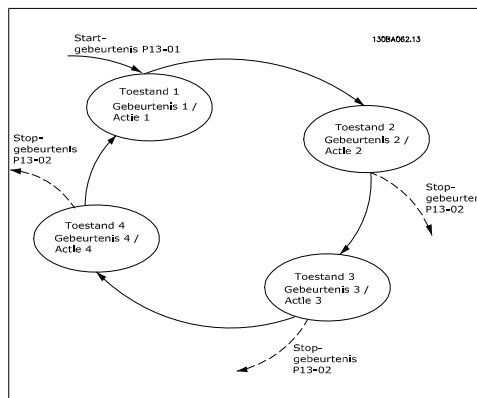 Start-
gebeurtenis P13-01
130BA062.13
Toestand 1
Gebeurtenis 1 /
Actie 1
Toestand 2
Gebeurtenis 2 /
Actie 2
Stop-
gebeurtenis
P13-02
Stop-
gebeurtenis
P13-02
Toestand 4
Gebeurtenis 4 /
Actie 4
Toestand 3
Gebeurtenis 3 /
Actie 3
Stop-
gebeurtenis
P13-02